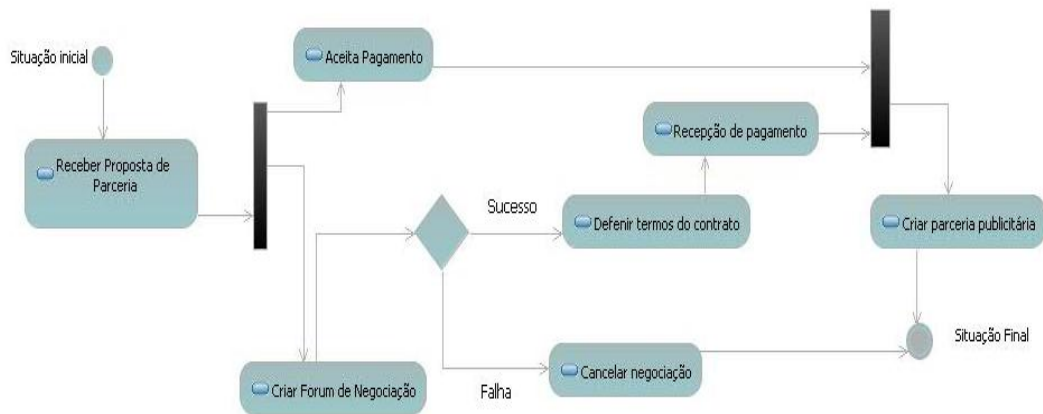 Situação inicial
Aceita Pagamento
Receber Proposta de
Parceria
Recepção de pagamento
Sucesso
Defenir termos do contrato
Criar parceria publicitária
Situação Final
Criar Forum de Negociação
Falha
Cancelar negociação